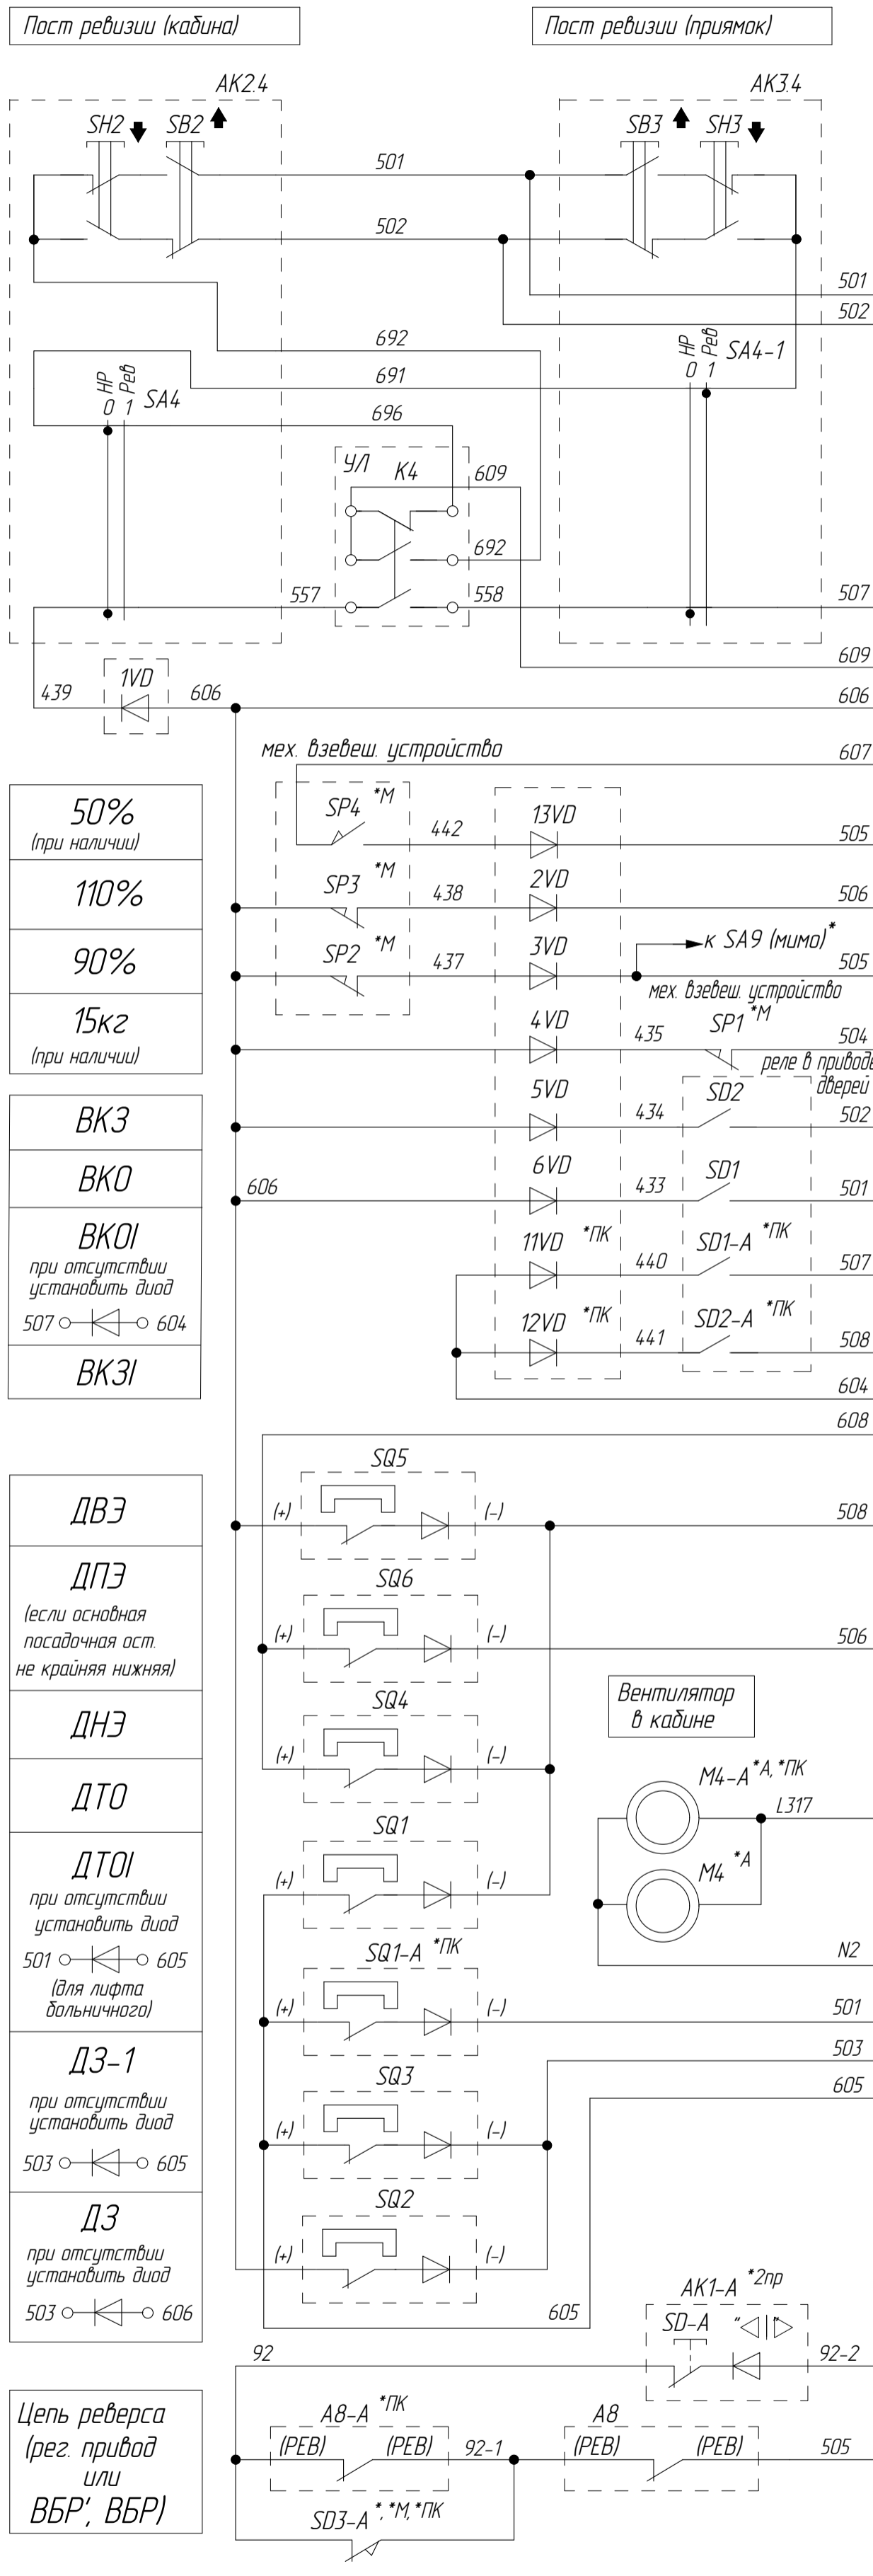 Пост ревизии (кабина)
Пост ревизии (приямок)
АК2.4
АК3.4
SH2
SB2
SB3
SH3
501
502
501
502
692
691
696
НР
0
Рев
1
SA4
НР
0
Рев
1
SA4-1
УЛ
К4
609
692
557
558
507
609
439
1VD
606
606
мех. взевеш. устройство
607
50%
(при наличии)
SP4 *М
442
13VD
505
110%
SP3 *М
438
2VD
506
90%
SP2 *М
437
3VD
к SA9 (мимо)*
505
мех. взевеш. устройство
15кг
(при наличии)
4VD
435
SP1 *М
504
реле в приводе
дверей
ВКЗ
5VD
434
SD2
502
ВКО
606
6VD
433
SD1
501
ВКО1
при отсутствии
установить диод
507
604
11VD *ПК
440
SD1-А *ПК
507
ВКЗ1
12VD *ПК
441
SD2-А *ПК
508
604
608
ДВЭ
SQ5
(+)
(-)
508
ДПЭ
(если основная
посадочная ост.
не крайняя нижняя)
SQ6
(+)
(-)
506
ДНЭ
SQ4
(+)
(-)
Вентилятор
в кабине
М4-А *А,*ПК
L317
М4 *А
N2
ДТО
SQ1
(+)
(-)
ДТО1
при отсутствии
установить диод
501
605
(для лифта
больничного)
SQ1-А *ПК
(+)
(-)
501
503
605
ДЗ-1
при отсутствии
установить диод
503
605
SQ3
(+)
(-)
ДЗ
при отсутствии
установить диод
503
606
SQ2
(+)
(-)
605
АК1-А *2пр
SD-А
92
92-2
Цепь реверса
(рег. привод
или
ВБР', ВБР)
А8-А *ПК
(РЕВ)
(РЕВ)
92-1
А8
(РЕВ)
(РЕВ)
505
SD3-А *,*М,*ПК